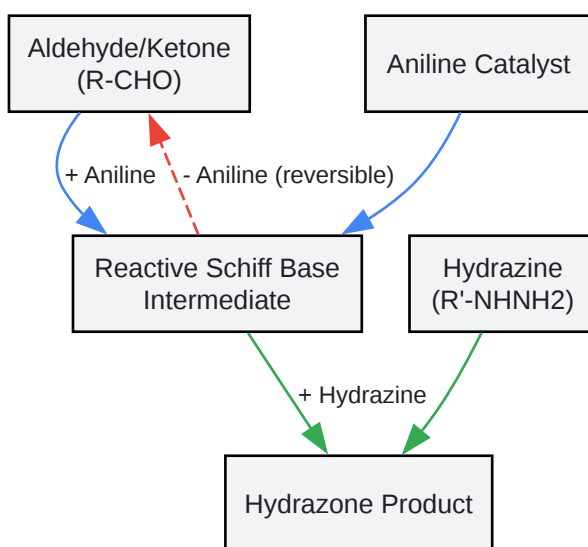 Aldehyde/Ketone
(R-CHO)
Aniline Catalyst
+ Aniline
- Aniline (reversible)
Reactive Schiff Base
Intermediate
Hydrazine
(R'-NHNH2)
+ Hydrazine
Hydrazone Product